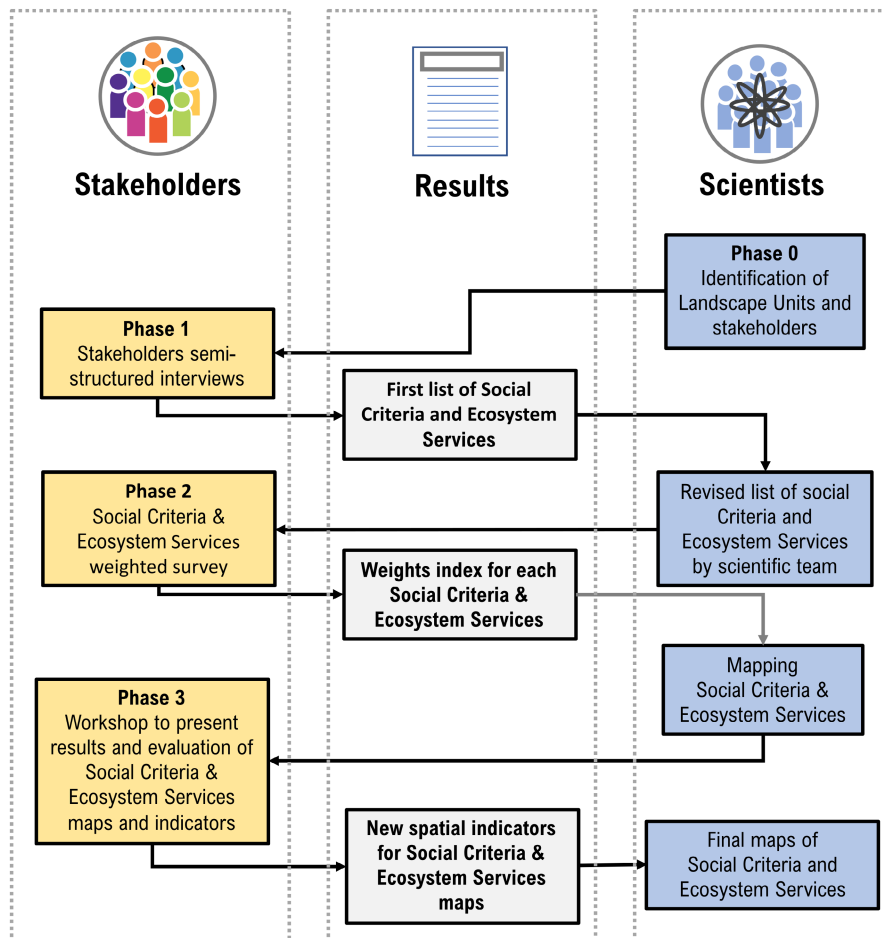 Stakeholders
Results
Scientists
Phase 0
Identification of
Landscape Units and
stakeholders
Phase 1
Stakeholders semi-
structured interviews
First list of Social
Criteria and Ecosystem
Services
Revised list of social
Criteria and
Ecosystem Services
by scientific team
Phase 2
Social Criteria &
Ecosystem Services
weighted survey
Weights index for each
Social Criteria &
Ecosystem Services
Mapping
Social Criteria &
Ecosystem Services
Phase 3
Workshop to present
results and evaluation of
Social Criteria &
Ecosystem Services
maps and indicators
New spatial indicators
for Social Criteria &
Ecosystem Services
maps
Final maps of
Social Criteria and
Ecosystem Services